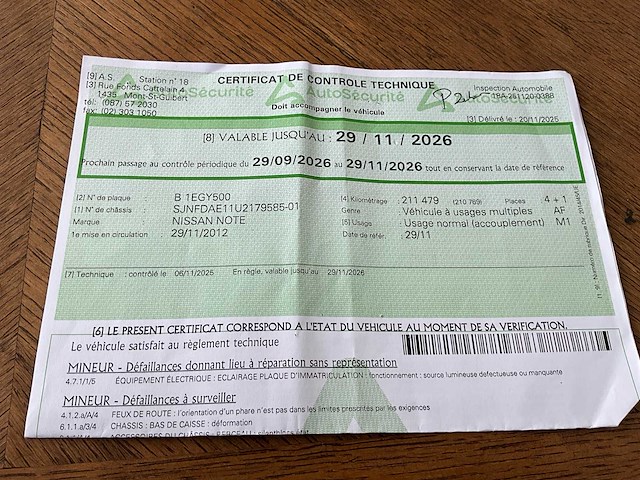 [9] A.S. Station n° 18
CERTIFICAT DE CONTROLE TECHNIQUE
Inspection Automobile
[3] Rue Fonds Cattelain 4
AutoSécurité
1435 - Mont-St-Guibert
Doit accompagner le véhicule
tél: (087) 57 2030
fax: (02) 303 1050
[3] Délivré le : 20/11/2025
[8] VALABLE JUSQU'AU : 29 / 11 / 2026
Prochain passage au contrôle périodique du 29/09/2026 au 29/11/2026 tout en conservant la date de référence
[2] N° de plaque : B 1EGY500
[4] Kilométrage : 211 479 (210 769) Places 4 + 1
[1] N° de châssis : SJNFDAE11U2179585-01
Genre : Véhicule à usages multiples AF
Marque : NISSAN NOTE
[5] Usage : Usage normal (accouplement) M1
1e mise en circulation : 29/11/2012
Date de référ : 29/11
[7] Technique : contrôlé le 06/11/2025 En règle, valable jusqu'au 29/11/2026
[6] LE PRESENT CERTIFICAT CORRESPOND A L'ETAT DU VEHICULE AU MOMENT DE SA VERIFICATION.
Le véhicule satisfait au règlement technique
MINEUR - Défaillances donnant lieu à réparation sans représentation
4.7.1/1/5 ÉQUIPEMENT ÉLECTRIQUE : ECLAIRAGE PLAQUE D'IMMATRICULATION : fonctionnement : source lumineuse défectueuse ou manquante
MINEUR - Défaillances à surveiller
4.1.2.a/A/4 FEUX DE ROUTE : l'orientation d'un phare n'est pas dans les limites prescrites par les exigences
6.1.1.a/3/4 CHASSIS : BAS DE CAISSE : déformation